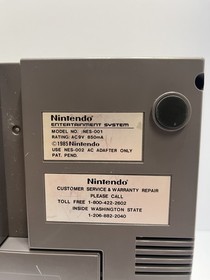 Nintendo
ENTERTAINMENT SYSTEM
MODEL NO. :NES-001
RATING: AC9V 850mA
©1985 Nintendo
USE NES-002 AC ADAPTER ONLY
PAT. PEND.
Nintendo
CUSTOMER SERVICE & WARRANTY REPAIR
PLEASE CALL
TOLL FREE 1-800-422-2602
INSIDE WASHINGTON STATE
1-206-882-2040